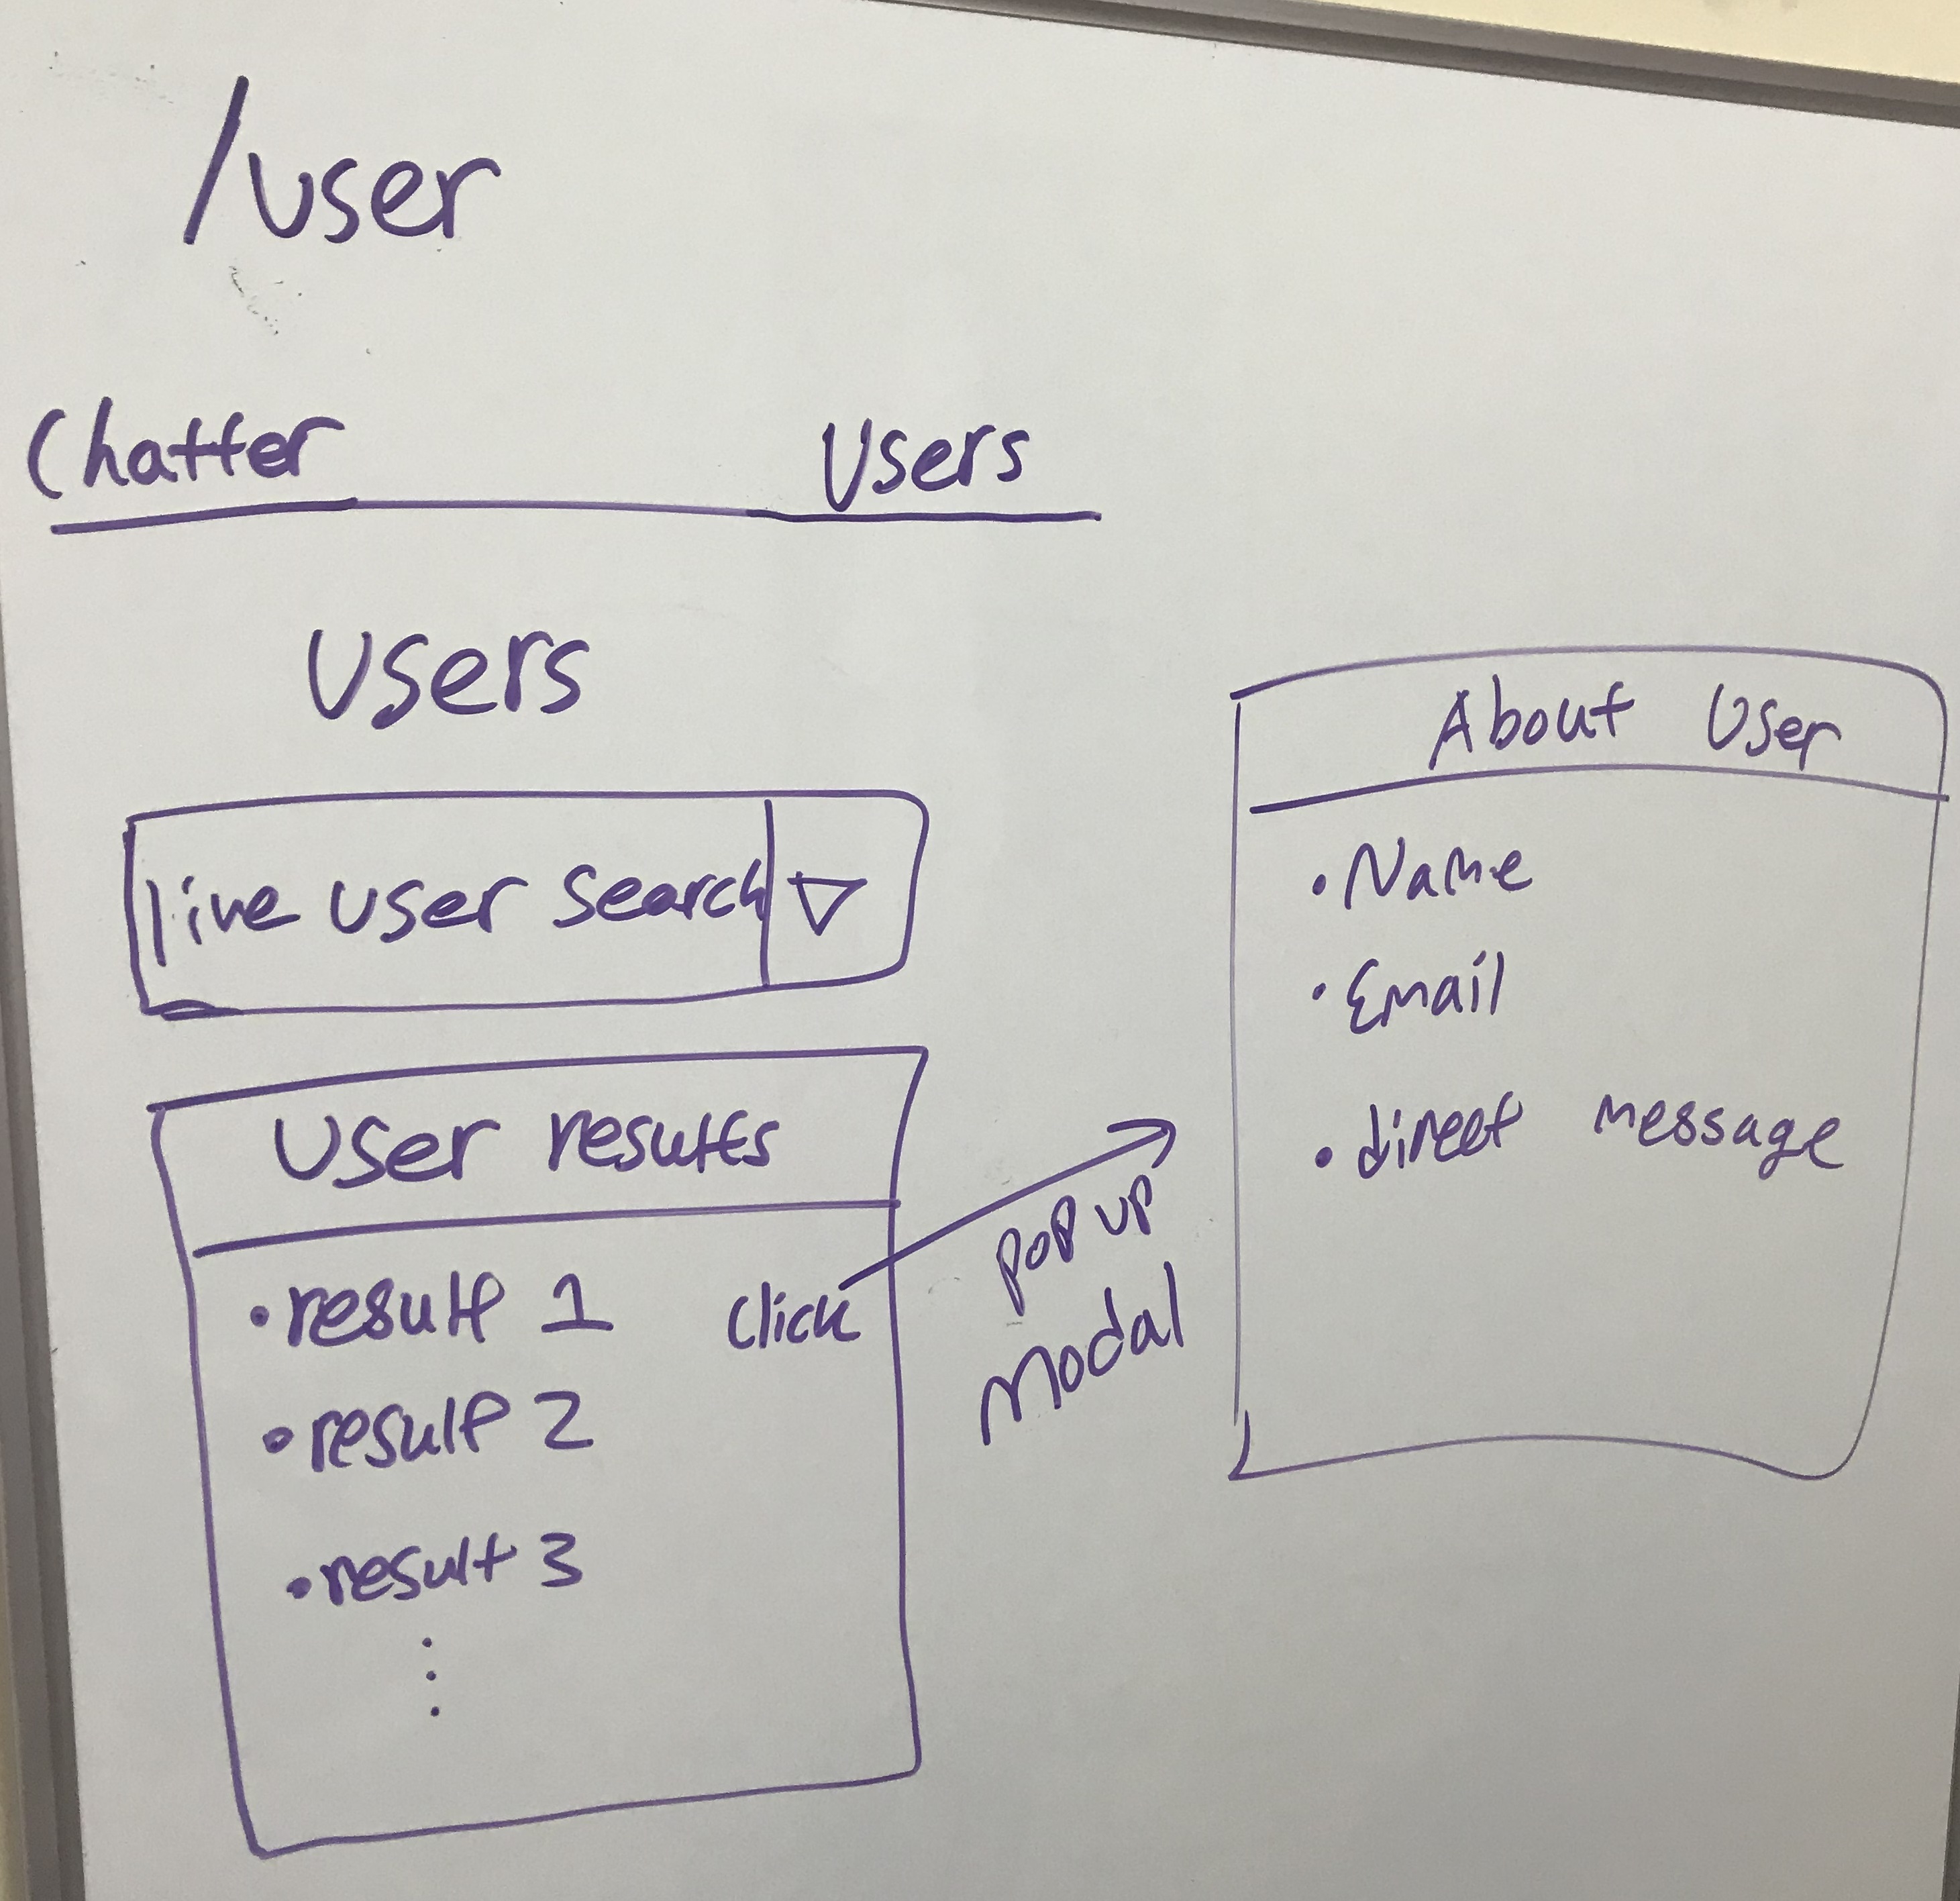 /user
Chatter Users
Users
live user search
User results
• result 1 click
• result 2
• result 3
pop up
modal
About User
• Name
• Email
• direct message